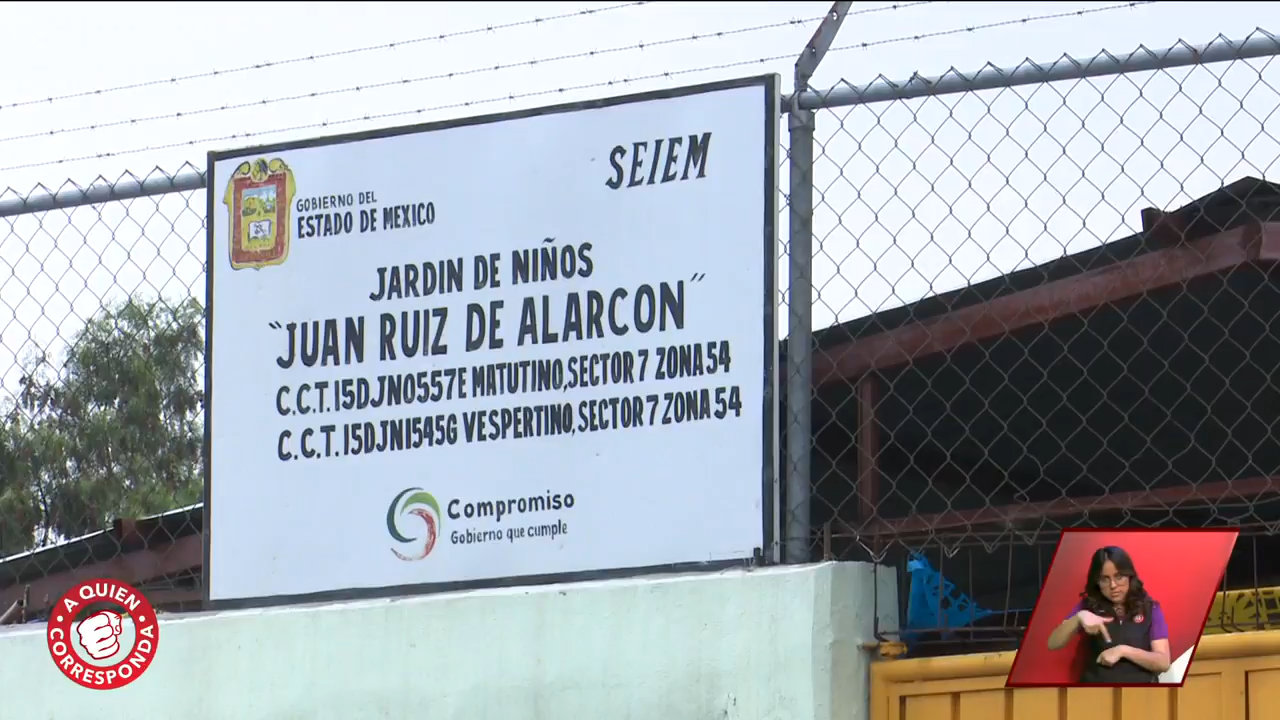 SEIEM
GOBIERNO DEL
ESTADO DE MEXICO
JARDIN DE NIÑOS
"JUAN RUIZ DE ALARCON"
C.C.T. 15DJN0557E MATUTINO, SECTOR 7 ZONA 54
C.C.T. 15DJN1545G VESPERTINO, SECTOR 7 ZONA 54
Compromiso
Gobierno que cumple
A QUIEN
CORRESPONDA